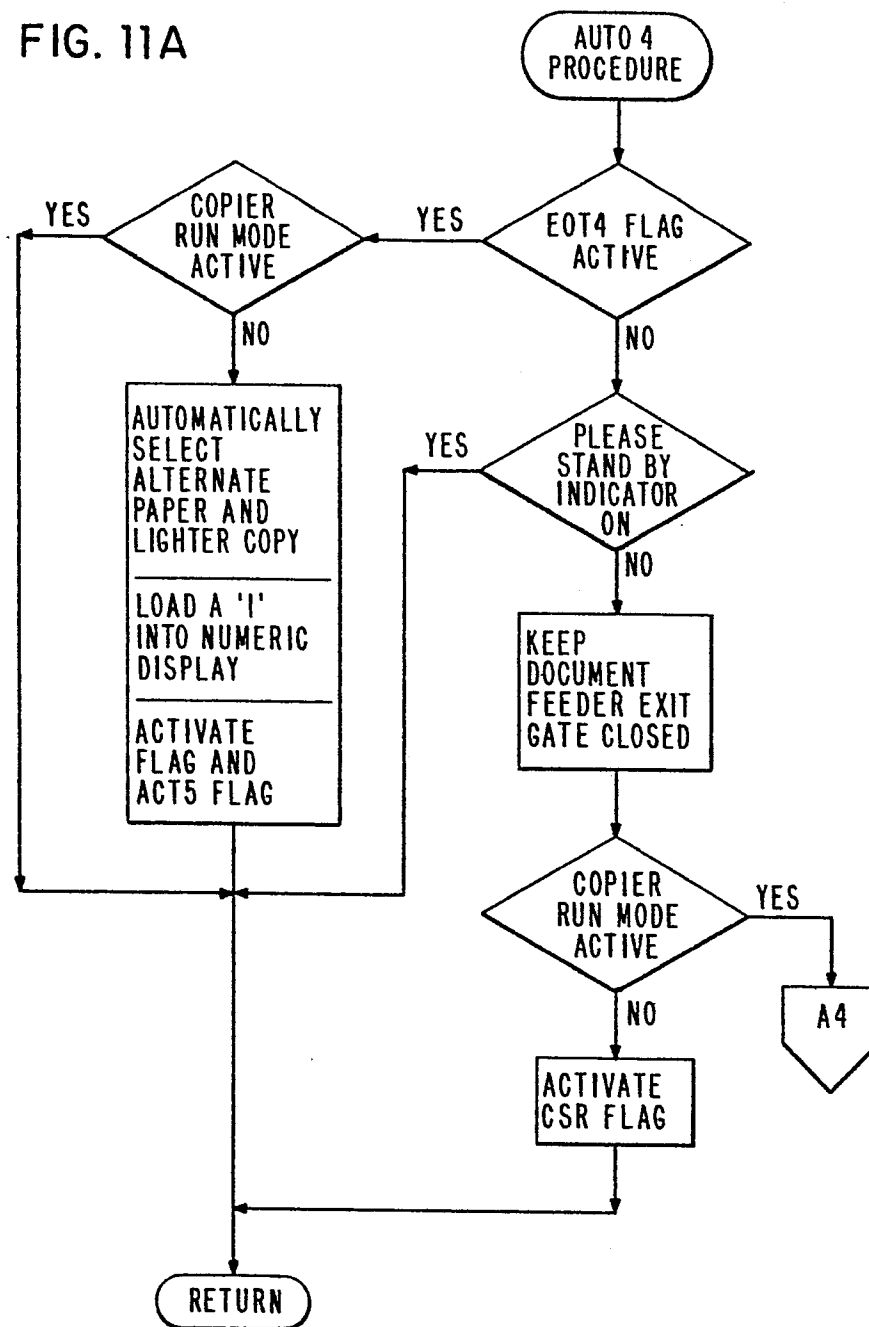 FIG. 11A
AUTO 4
PROCEDURE
EOT4 FLAG
ACTIVE
YES
NO
COPIER
RUN MODE
ACTIVE
YES
NO
AUTOMATICALLY
SELECT
ALTERNATE
PAPER AND
LIGHTER COPY
LOAD A '1'
INTO NUMERIC
DISPLAY
ACTIVATE
FLAG AND
ACT5 FLAG
PLEASE
STAND BY
INDICATOR
ON
YES
NO
KEEP
DOCUMENT
FEEDER EXIT
GATE CLOSED
COPIER
RUN MODE
ACTIVE
YES
A4
NO
ACTIVATE
CSR FLAG
RETURN